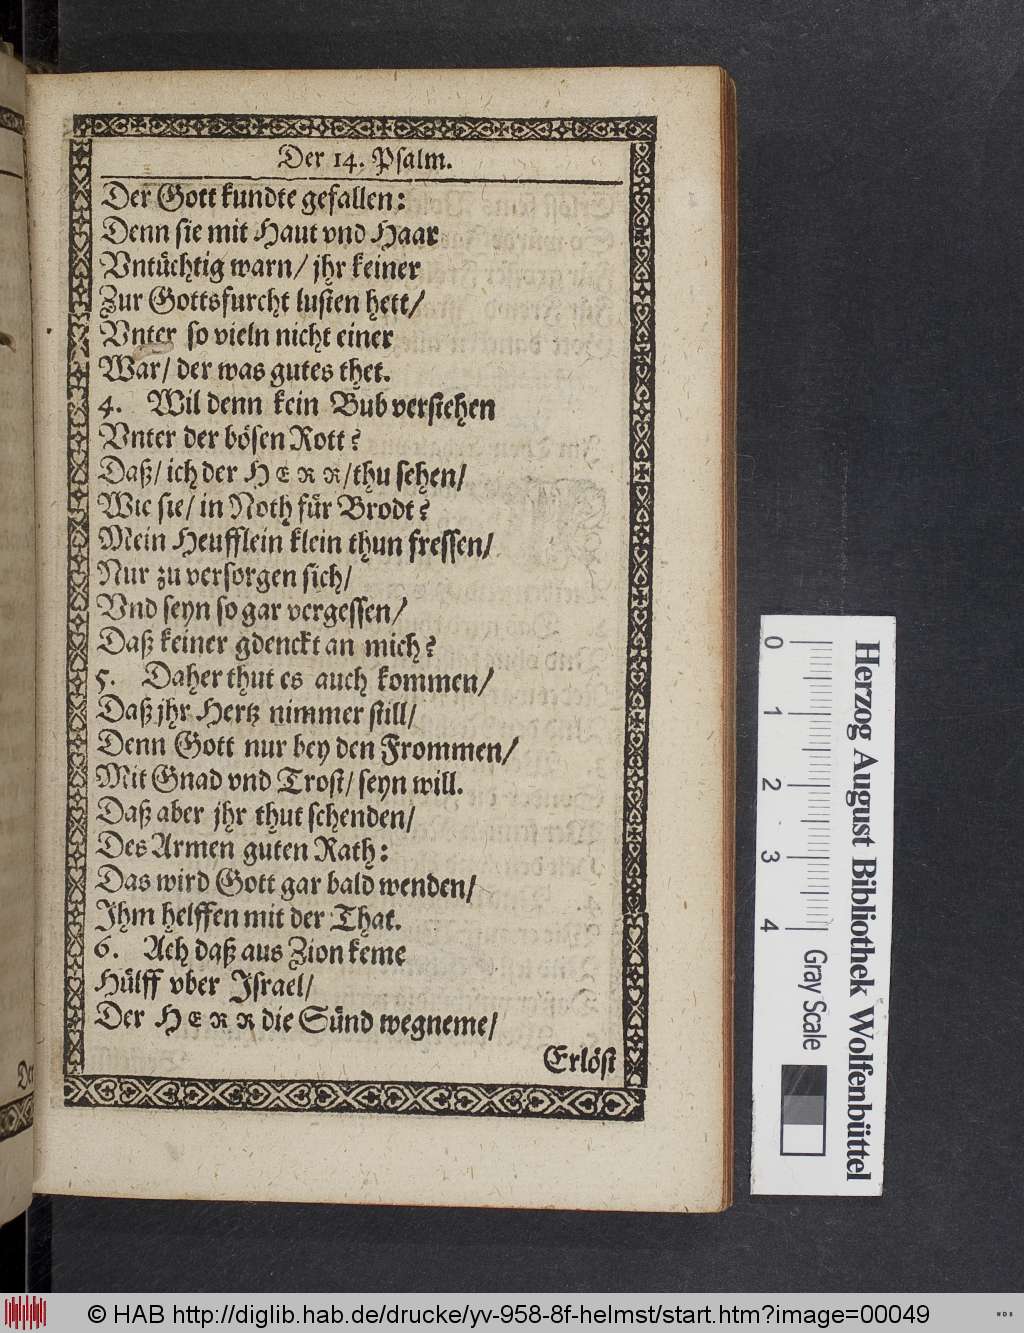 Der 14. Psalm.
Der Gott kundte gefallen:
Denn sie mit Haut vnd Haar
Vntüchtig warn/ jhr keiner
Zur Gottsfurcht lusten hett/
Vnter so vieln nicht einer
War/ der was gutes thet.
4. Wil denn kein Bub verstehen
Vnter der bösen Rott?
Daß/ ich der HERR/thu sehen/
Wie sie/ in Noth für Brodt?
Mein Heufflein klein thun fressen/
Nur zu versorgen sich/
Vnd seyn so gar vergessen/
Daß keiner gdenckt an mich?
5. Daher thut es auch kommen/
Daß jhr Hertz nimmer still/
Denn Gott nur bey den Frommen/
Mit Gnad vnd Trost/ seyn will.
Daß aber jhr thut schenden/
Des Armen guten Rath:
Das wird Gott gar bald wenden/
Ihm helffen mit der That.
6. Ach daß aus Zion keme
Hülff vber Israel/
Der HERR die Sünd wegneme/
Erlöst
Der
0 1 2 3 4 Gray Scale
Herzog August Bibliothek Wolfenbüttel
© HAB http://diglib.hab.de/drucke/yv-958-8f-helmst/start.htm?image=00049